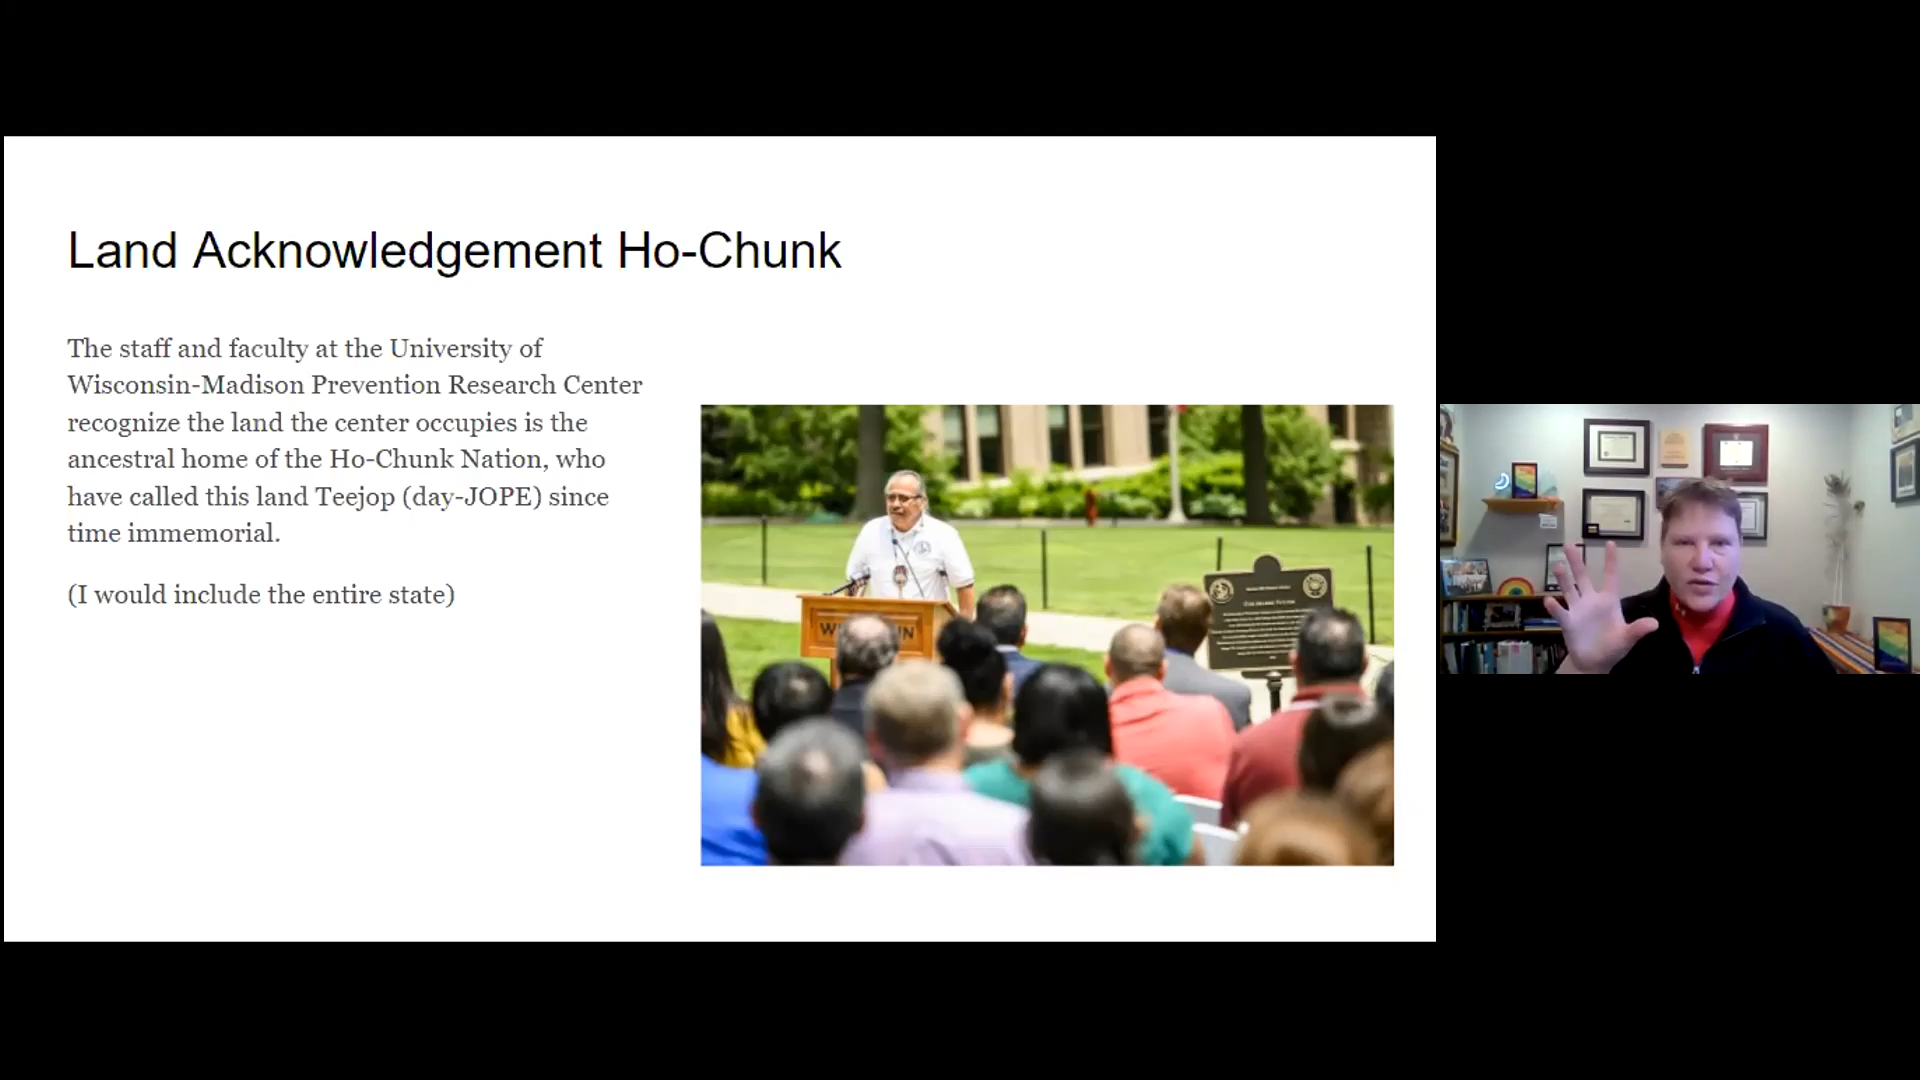 Land Acknowledgement Ho-Chunk
The staff and faculty at the University of
Wisconsin-Madison Prevention Research Center
recognize the land the center occupies is the
ancestral home of the Ho-Chunk Nation, who
have called this land Teejop (day-JOPE) since
time immemorial.
(I would include the entire state)